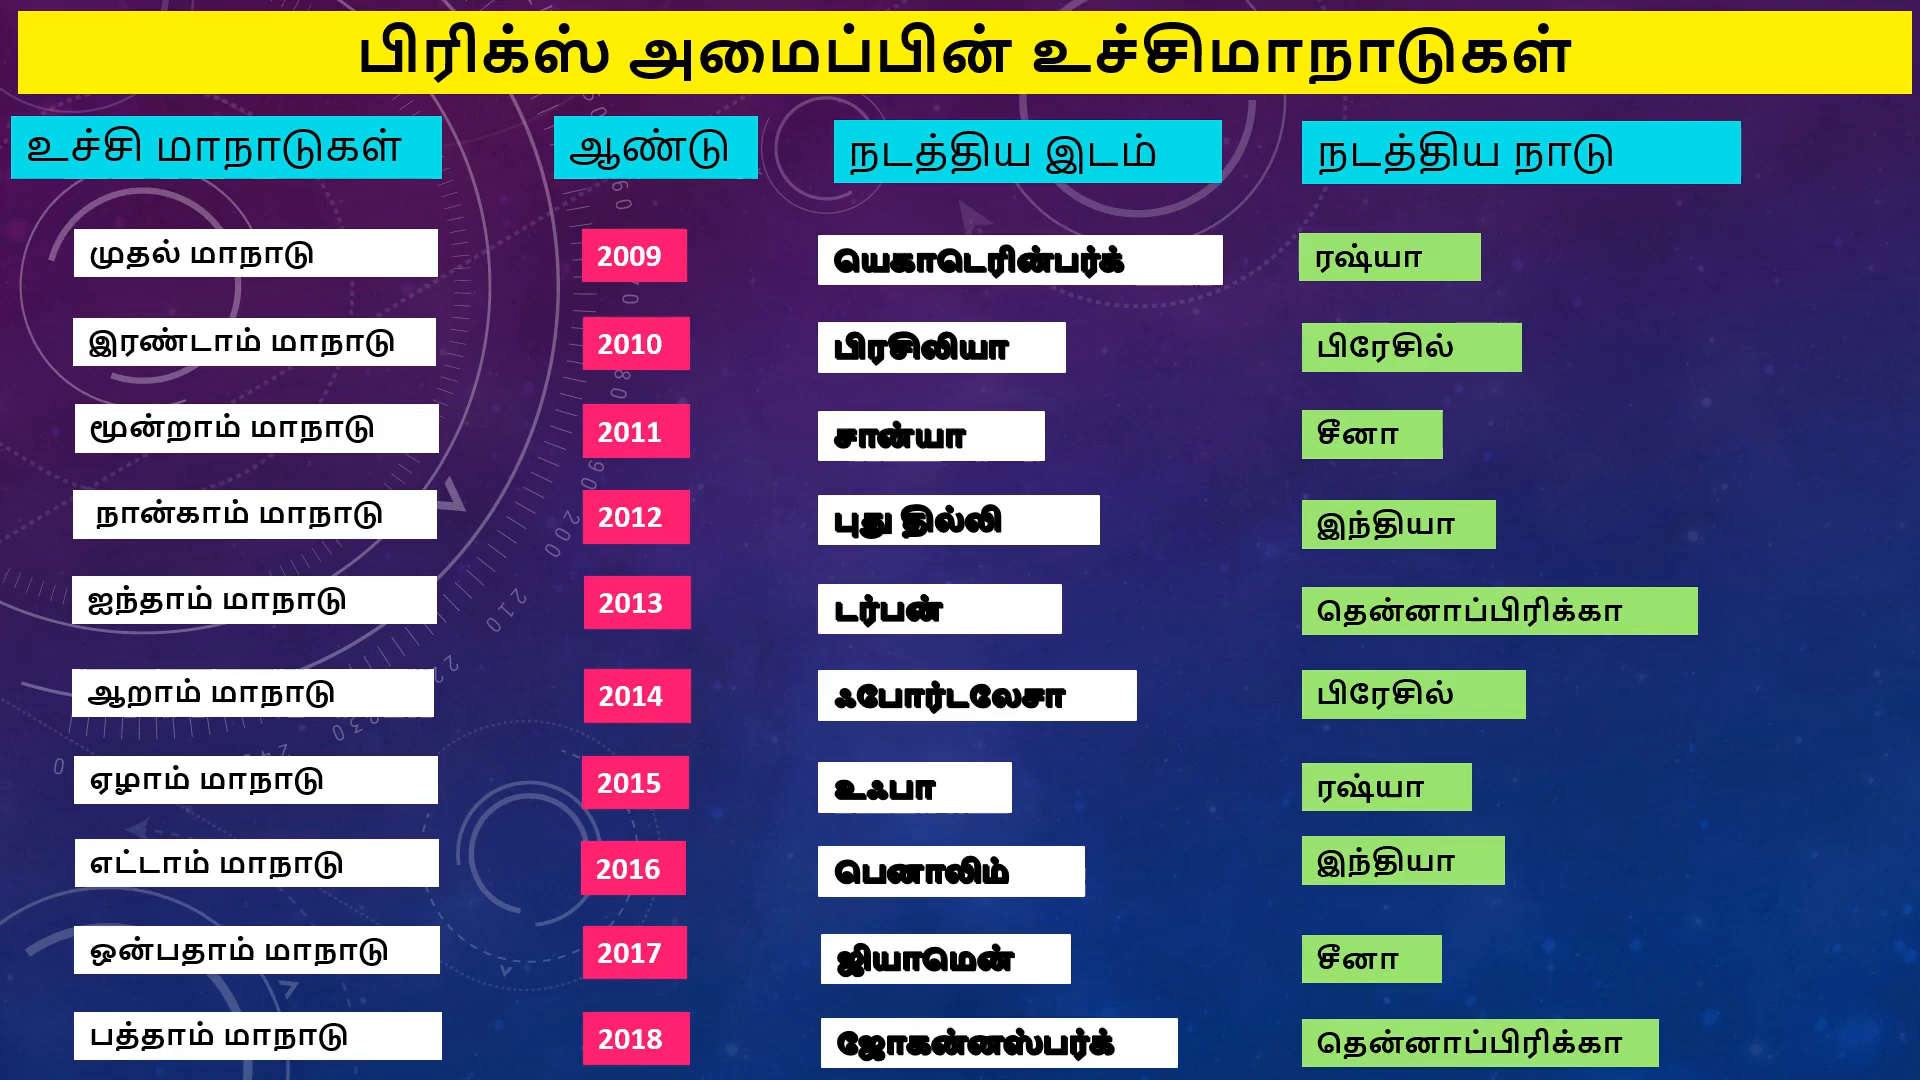 பிரிக்ஸ் அமைப்பின் உச்சிமாநாடுகள்
உச்சி மாநாடுகள் ஆண்டு நடத்திய இடம் நடத்திய நாடு
முதல் மாநாடு 2009 யெகாடெரின்பர்க் ரஷ்யா
இரண்டாம் மாநாடு 2010 பிரசிலியா பிரேசில்
மூன்றாம் மாநாடு 2011 சான்யா சீனா
நான்காம் மாநாடு 2012 புது தில்லி இந்தியா
ஐந்தாம் மாநாடு 2013 டர்பன் தென்னாப்பிரிக்கா
ஆறாம் மாநாடு 2014 ஃபோர்டலேசா பிரேசில்
ஏழாம் மாநாடு 2015 உஃபா ரஷ்யா
எட்டாம் மாநாடு 2016 பெனாலிம் இந்தியா
ஒன்பதாம் மாநாடு 2017 ஜியாமென் சீனா
பத்தாம் மாநாடு 2018 ஜோகன்னஸ்பர்க் தென்னாப்பிரிக்கா